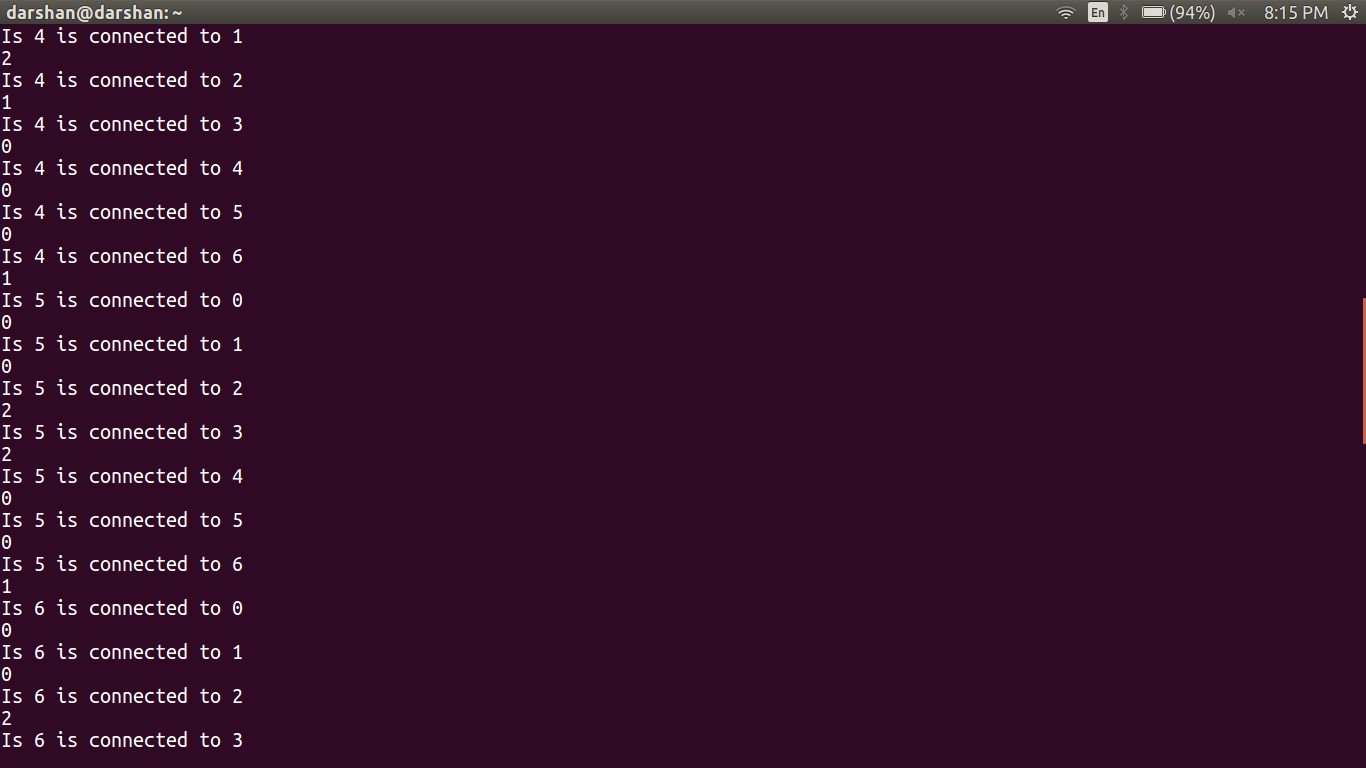 darshan@darshan: ~ En (94%) 8:15 PM
Is 4 is connected to 1
2
Is 4 is connected to 2
1
Is 4 is connected to 3
0
Is 4 is connected to 4
0
Is 4 is connected to 5
0
Is 4 is connected to 6
1
Is 5 is connected to 0
0
Is 5 is connected to 1
0
Is 5 is connected to 2
2
Is 5 is connected to 3
2
Is 5 is connected to 4
0
Is 5 is connected to 5
0
Is 5 is connected to 6
1
Is 6 is connected to 0
0
Is 6 is connected to 1
0
Is 6 is connected to 2
2
Is 6 is connected to 3